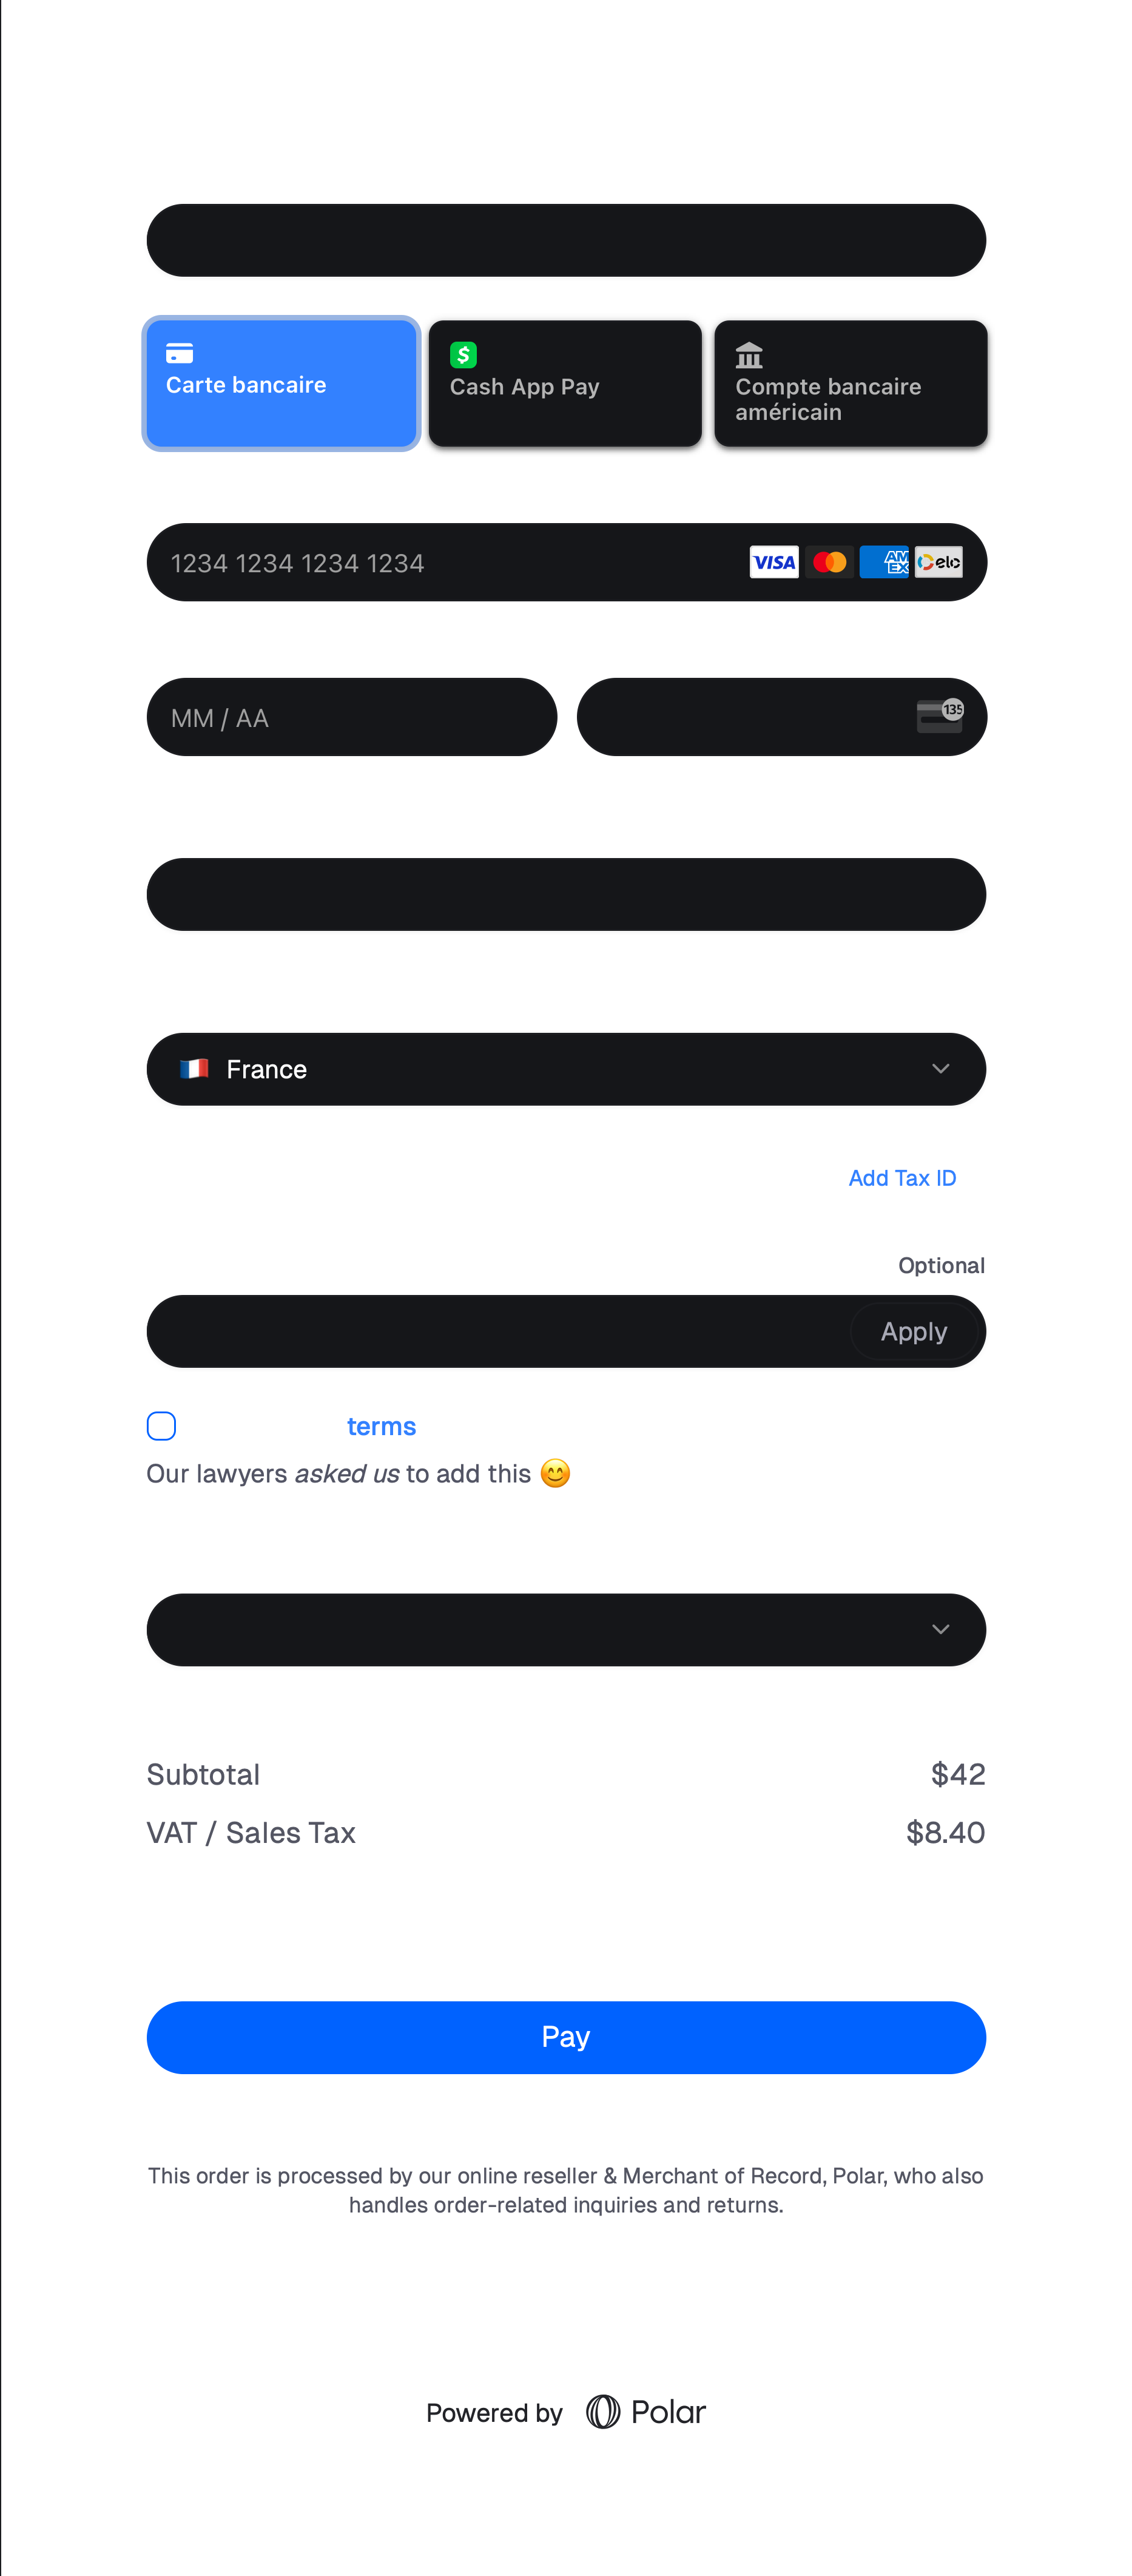 Carte bancaire
Cash App Pay
Compte bancaire
américain
1234 1234 1234 1234
VISA
AM
EX
elo
MM / AA
135
France
Add Tax ID
Optional
Apply
terms
Our lawyers asked us to add this 😊
Subtotal $42
VAT / Sales Tax $8.40
Pay
This order is processed by our online reseller & Merchant of Record, Polar, who also
handles order-related inquiries and returns.
Powered by Polar